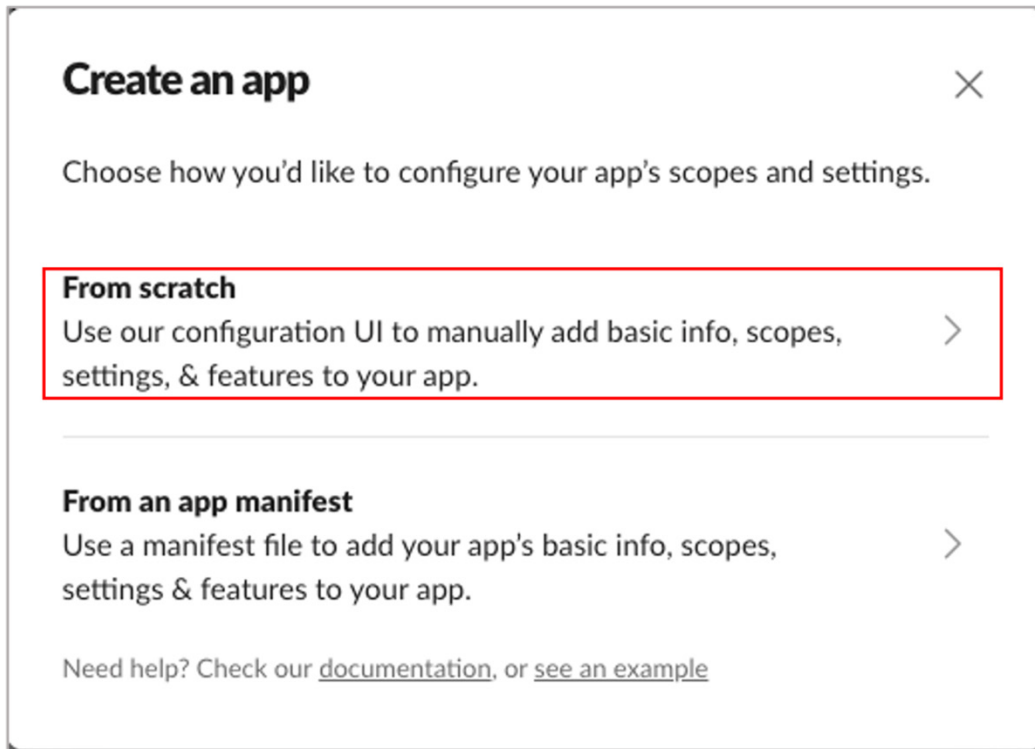 Create an app
Choose how you’d like to configure your app’s scopes and settings.
From scratch
Use our configuration UI to manually add basic info, scopes,
settings, & features to your app.
From an app manifest
Use a manifest file to add your app’s basic info, scopes,
settings & features to your app.
Need help? Check our documentation, or see an example